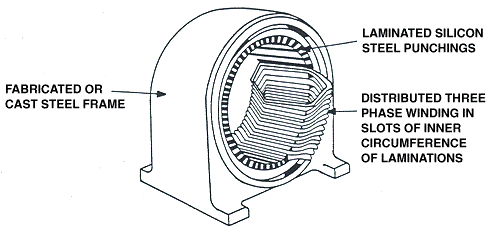 LAMINATED SILICON
STEEL PUNCHINGS
FABRICATED OR
CAST STEEL FRAME
DISTRIBUTED THREE
PHASE WINDING IN
SLOTS OF INNER
CIRCUMFERENCE
OF LAMINATIONS